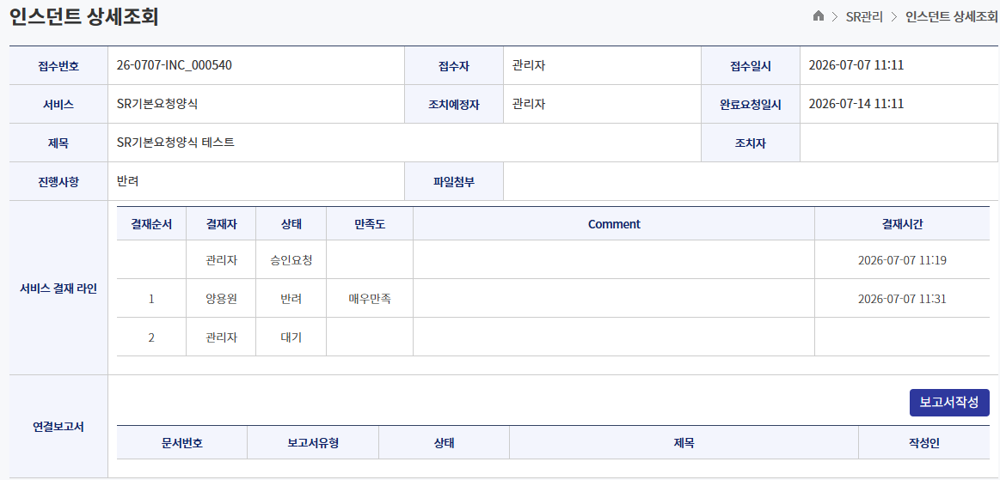 인스던트 상세조회
SR관리 > 인스던트 상세조회
접수번호 26-0707-INC_000540 접수자 관리자 접수일시 2026-07-07 11:11
서비스 SR기본요청양식 조치예정자 관리자 완료요청일시 2026-07-14 11:11
제목 SR기본요청양식 테스트 조치자
진행사항 반려 파일첨부
서비스 결재 라인
결재순서 결재자 상태 만족도 Comment 결재시간
관리자 승인요청 2026-07-07 11:19
1 양용원 반려 매우만족 2026-07-07 11:31
2 관리자 대기
연결보고서
보고서작성
문서번호 보고서유형 상태 제목 작성인